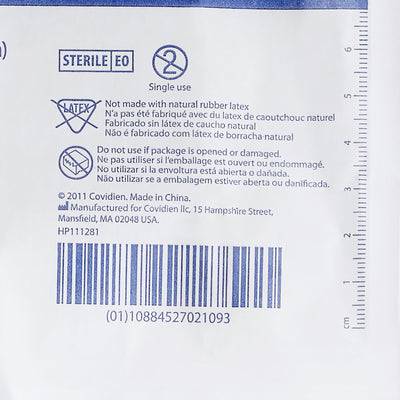 )
STERILE EO
2
Single use
LATEX
Not made with natural rubber latex
N'a pas été fabriqué avec du latex de caoutchouc naturel
Fabricado sin látex de caucho natural
Não é fabricado com látex de borracha natural
Do not use if package is opened or damaged.
Ne pas utiliser si l'emballage est ouvert ou endommagé.
No utilizar si la envoltura está abierta o dañada.
Não utilizar se a embalagem estiver aberta ou danificada.
© 2011 Covidien. Made in China.
Manufactured for Covidien llc, 15 Hampshire Street,
Mansfield, MA 02048 USA.
HP111281
(01)10884527021093
6
5
4
3
2
1
cm